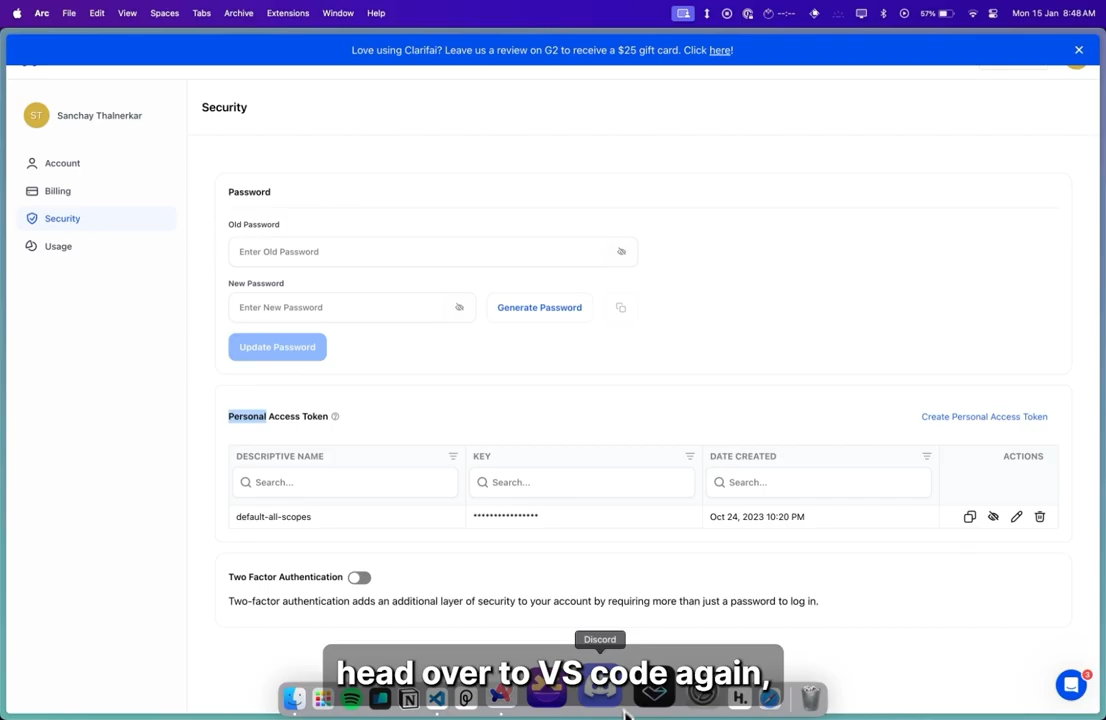 Arc File Edit View Spaces Tabs Archive Extensions Window Help
57% Mon 15 Jan 8:48 AM
Love using Clarifai? Leave us a review on G2 to receive a $25 gift card. Click here!
ST Sanchay Thalnerkar
Account
Billing
Security
Usage
Security
Password
Old Password
Enter Old Password
New Password
Enter New Password
Generate Password
Update Password
Personal Access Token
Create Personal Access Token
DESCRIPTIVE NAME KEY DATE CREATED ACTIONS
Search... Search... Search...
default-all-scopes •••••••••••••••• Oct 24, 2023 10:20 PM
Two Factor Authentication
Two-factor authentication adds an additional layer of security to your account by requiring more than just a password to log in.
Discord
head over to VS code again,
H.
3